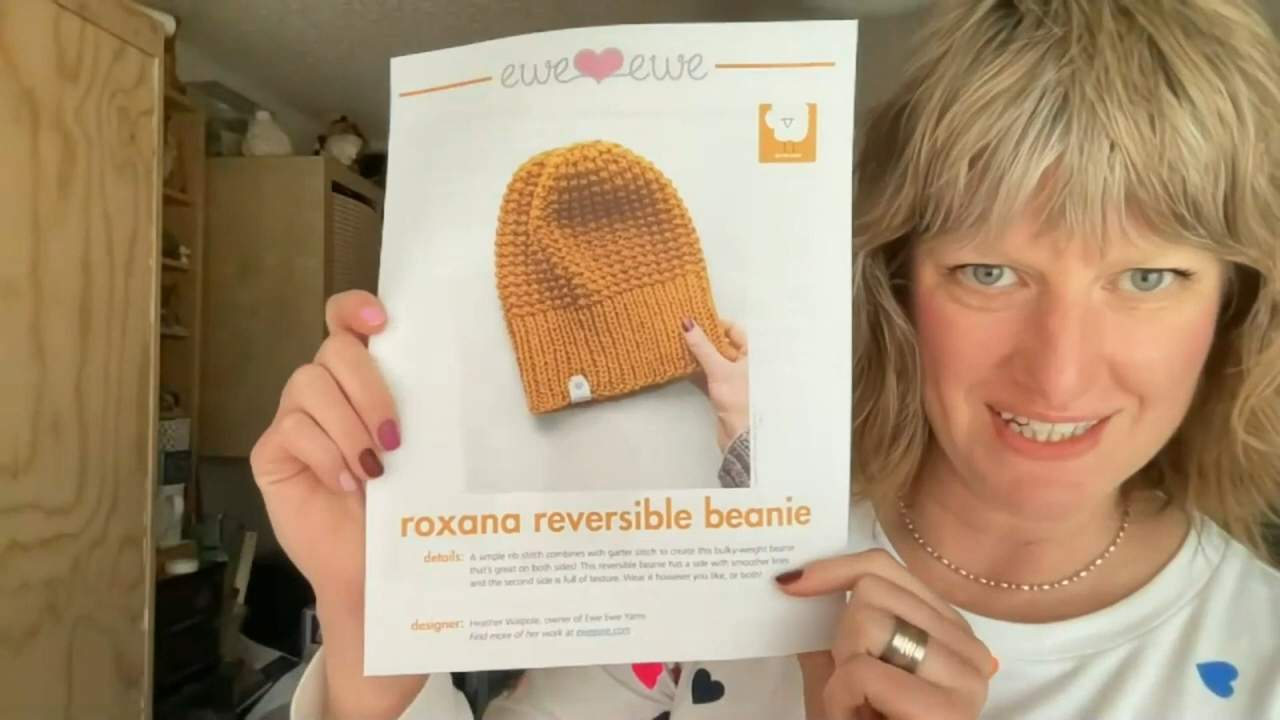 ewe ewe
roxana reversible beanie
details: A simple rib stitch combines with garter stitch to create this bulky-weight beanie
that's great on both sides! This reversible beanie has a side with smoother lines
and the second side is full of texture. Wear it however you like, or both!
designer: Heather Walpole, owner of Ewe Ewe Yarns
Find more of her work at eweewe.com